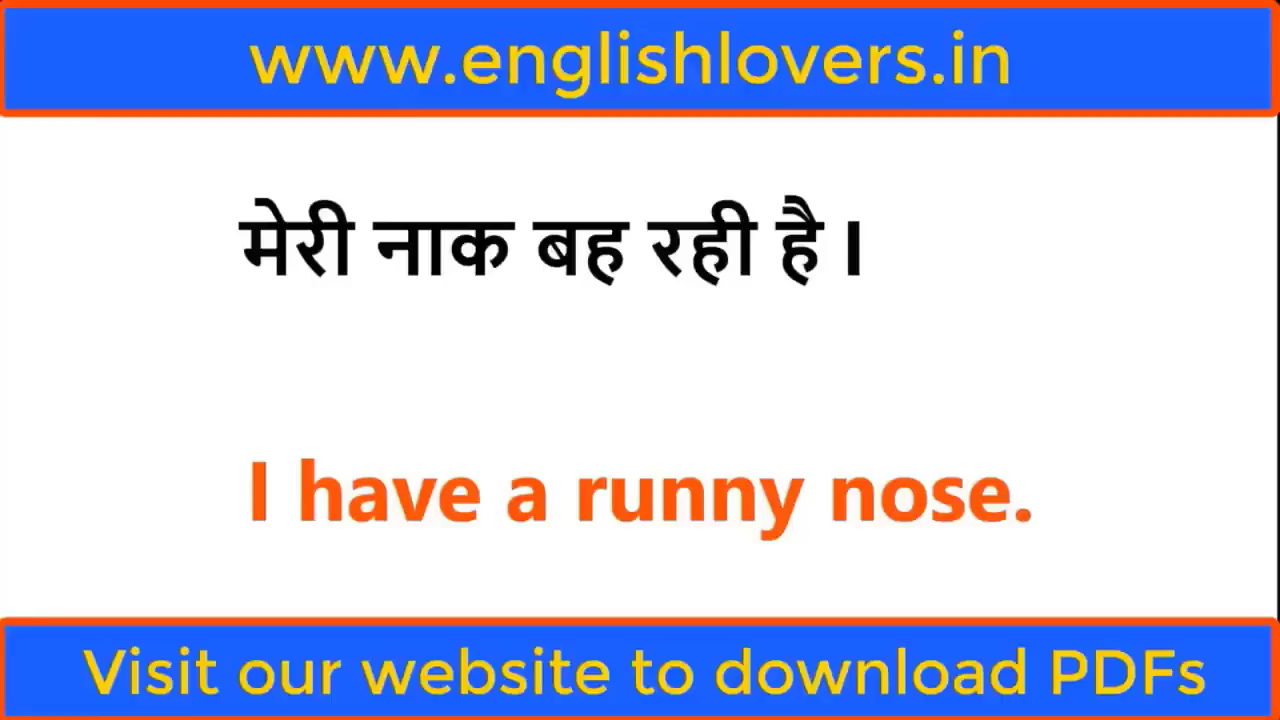 www.englishlovers.in
मेरी नाक बह रही है ।
I have a runny nose.
Visit our website to download PDFs